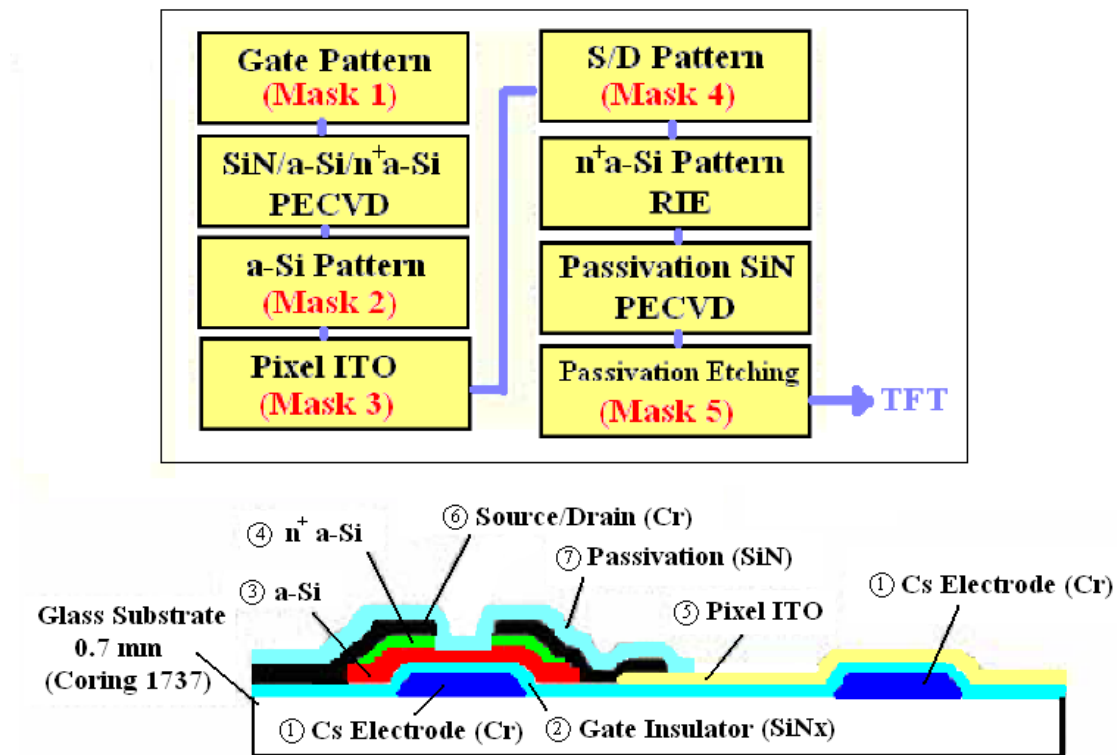 Gate Pattern
(Mask 1)
SiN/a-Si/n⁺a-Si
PECVD
a-Si Pattern
(Mask 2)
Pixel ITO
(Mask 3)
S/D Pattern
(Mask 4)
n⁺a-Si Pattern
RIE
Passivation SiN
PECVD
Passivation Etching
(Mask 5)
TFT
④ n⁺ a-Si
⑥ Source/Drain (Cr)
⑦ Passivation (SiN)
③ a-Si
① Cs Electrode (Cr)
⑤ Pixel ITO
Glass Substrate
0.7 mm
(Coring 1737)
① Cs Electrode (Cr)
② Gate Insulator (SiNx)